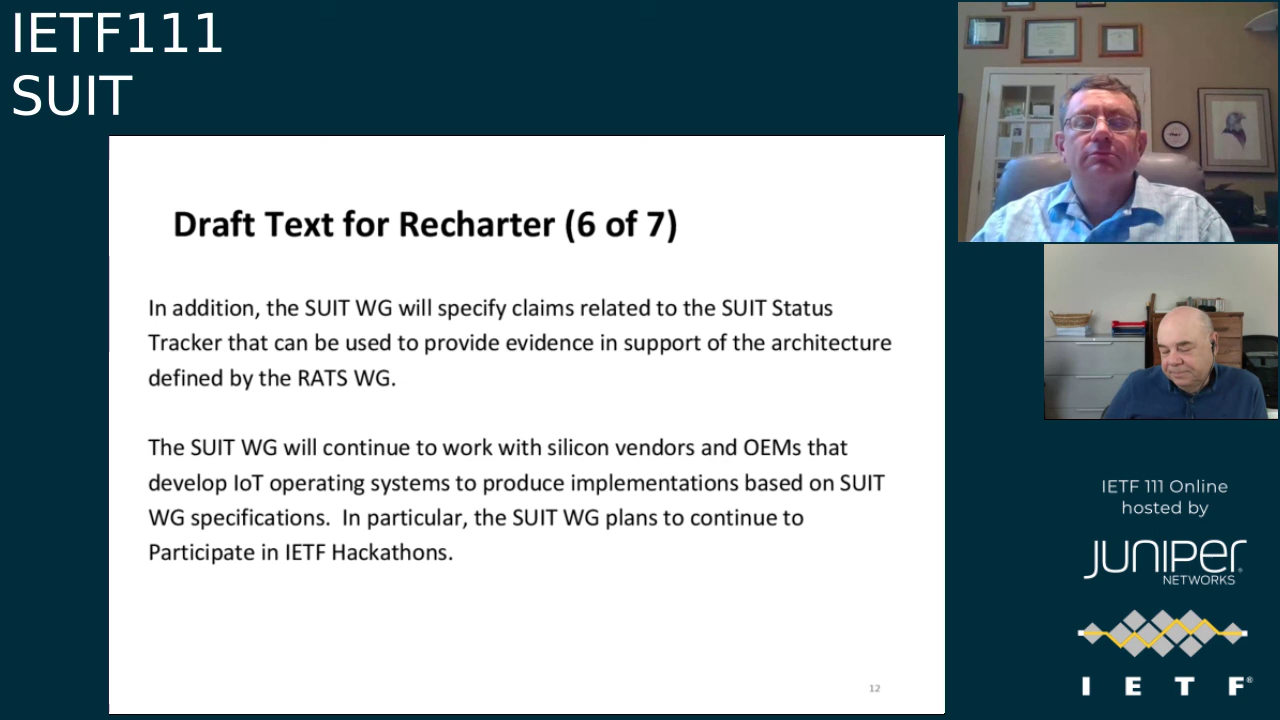 IETF111
SUIT
Draft Text for Recharter (6 of 7)
In addition, the SUIT WG will specify claims related to the SUIT Status
Tracker that can be used to provide evidence in support of the architecture
defined by the RATS WG.
The SUIT WG will continue to work with silicon vendors and OEMs that
develop IoT operating systems to produce implementations based on SUIT
WG specifications.  In particular, the SUIT WG plans to continue to
Participate in IETF Hackathons.
12
IETF 111 Online
hosted by
JUNIPER
NETWORKS
I E T F®